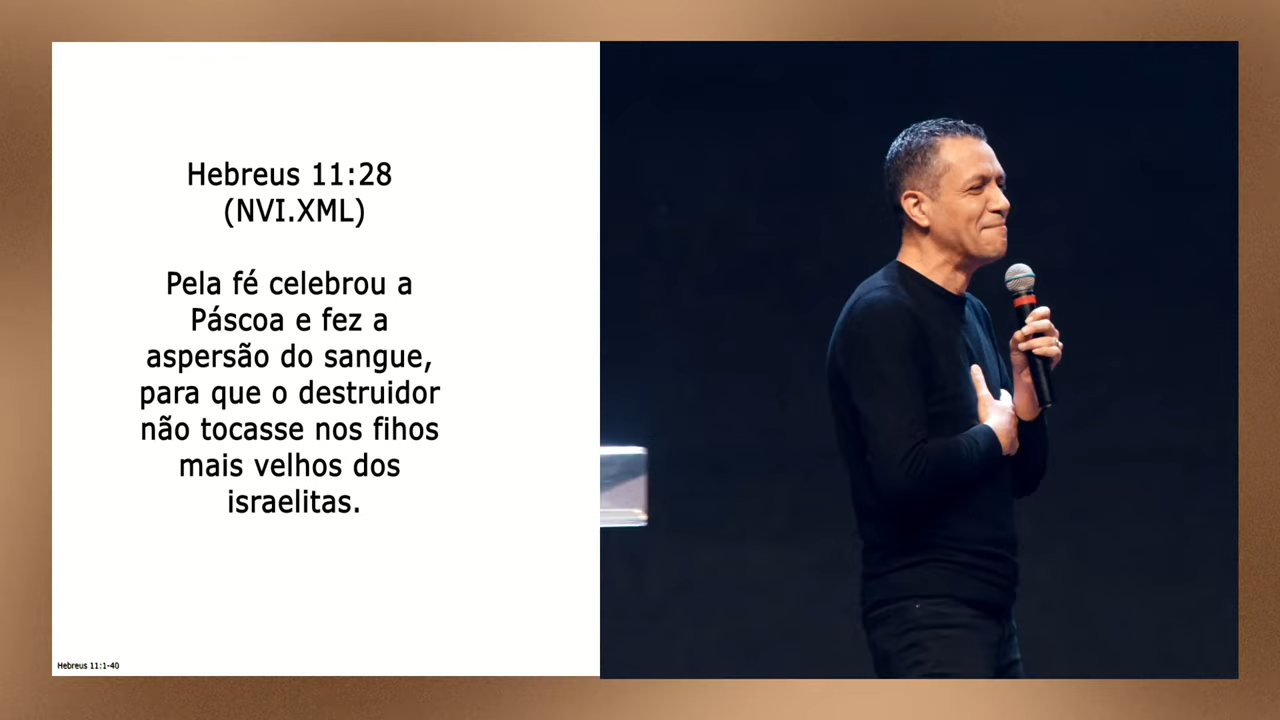 Hebreus 11:28
(NVI.XML)
Pela fé celebrou a
Páscoa e fez a
aspersão do sangue,
para que o destruidor
não tocasse nos fihos
mais velhos dos
israelitas.
Hebreus 11:1-40